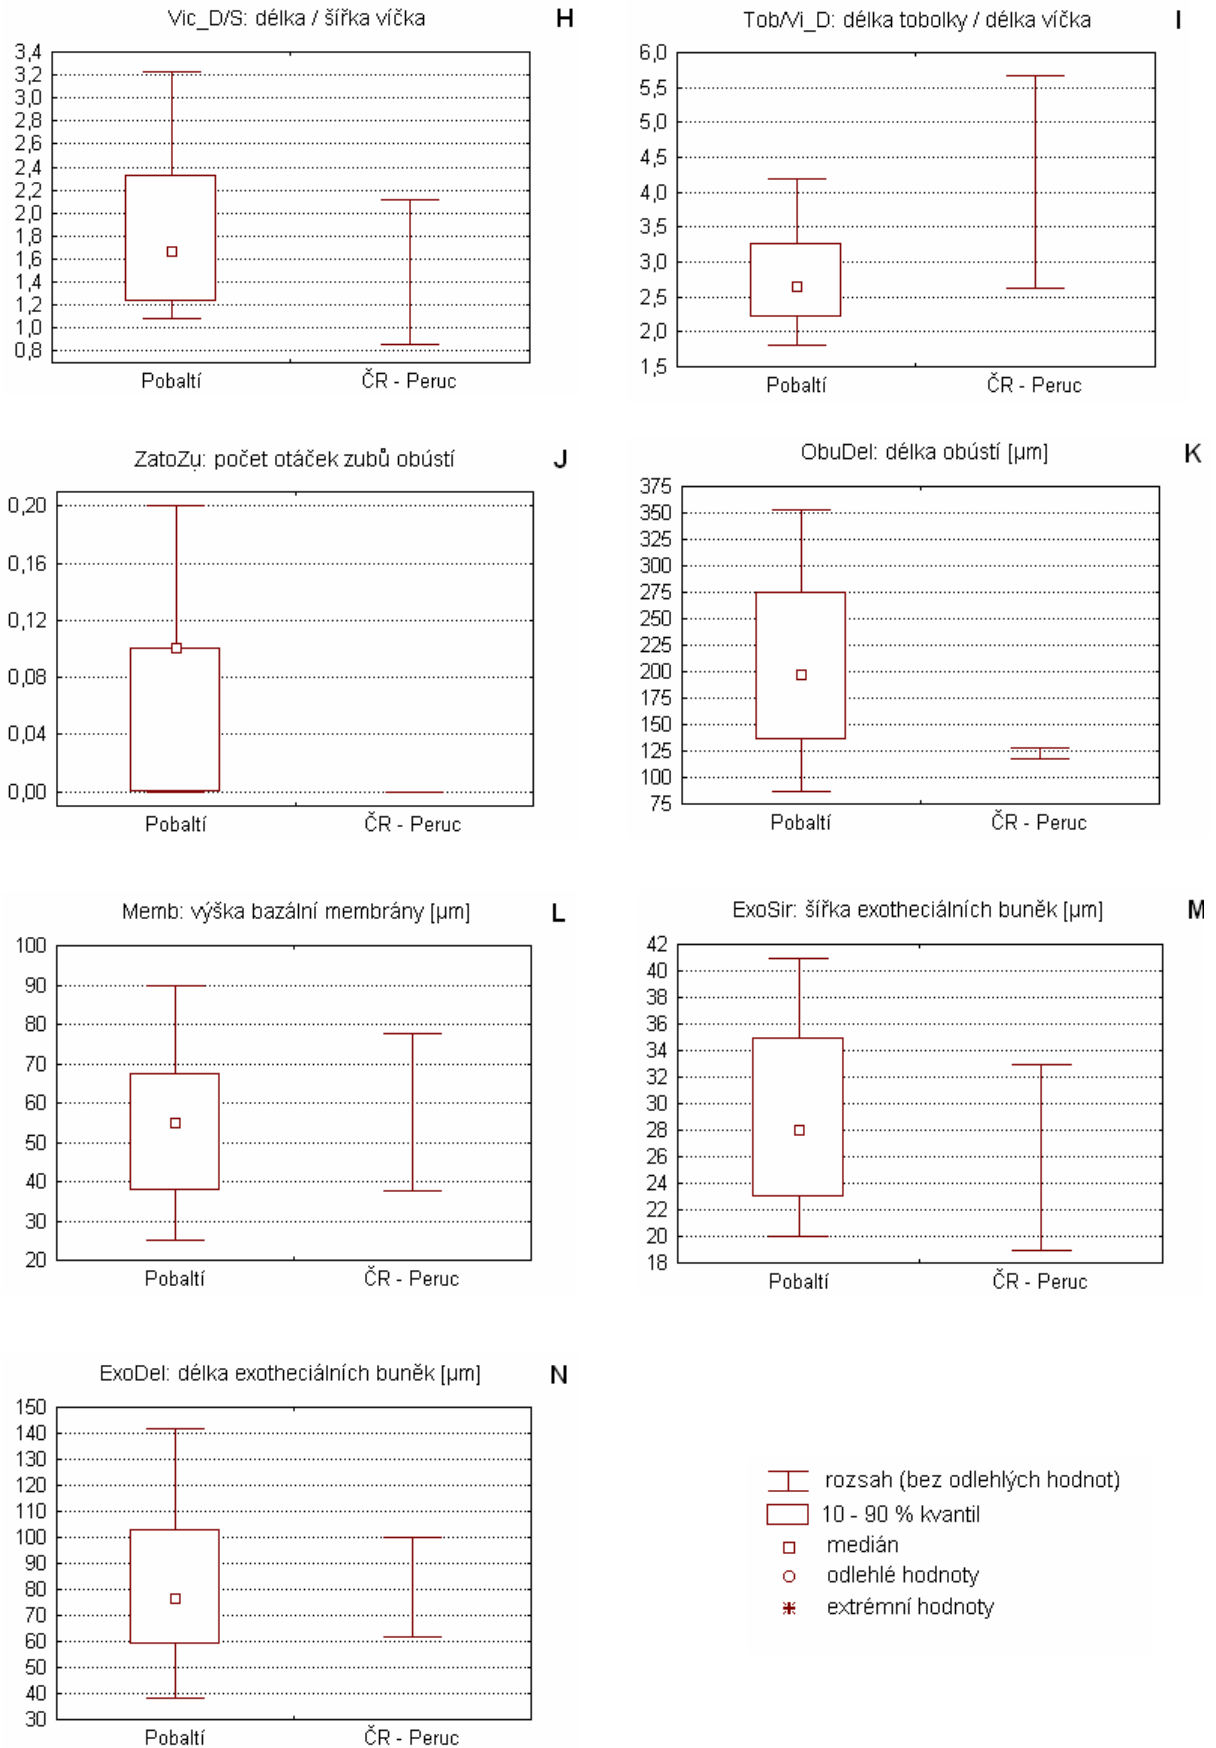 Vic_D/S: délka / šířka víčka
H
3,4
3,2
3,0
2,8
2,6
2,4
2,2
2,0
1,8
1,6
1,4
1,2
1,0
0,8
Pobaltí
ČR - Peruc
Tob/Vi_D: délka tobolky / délka víčka
I
6,0
5,5
5,0
4,5
4,0
3,5
3,0
2,5
2,0
1,5
Pobaltí
ČR - Peruc
ZatoZu: počet otáček zubů obústí
J
0,20
0,16
0,12
0,08
0,04
0,00
Pobaltí
ČR - Peruc
ObuDel: délka obústí [µm]
K
375
350
325
300
275
250
225
200
175
150
125
100
75
Pobaltí
ČR - Peruc
Memb: výška bazální membrány [µm]
L
100
90
80
70
60
50
40
30
20
Pobaltí
ČR - Peruc
ExoSir: šířka exotheciálních buněk [µm]
M
42
40
38
36
34
32
30
28
26
24
22
20
18
Pobaltí
ČR - Peruc
ExoDel: délka exotheciálních buněk [µm]
N
150
140
130
120
110
100
90
80
70
60
50
40
30
Pobaltí
ČR - Peruc
rozsah (bez odlehlých hodnot)
10 - 90 % kvantil
medián
odlehlé hodnoty
extrémní hodnoty